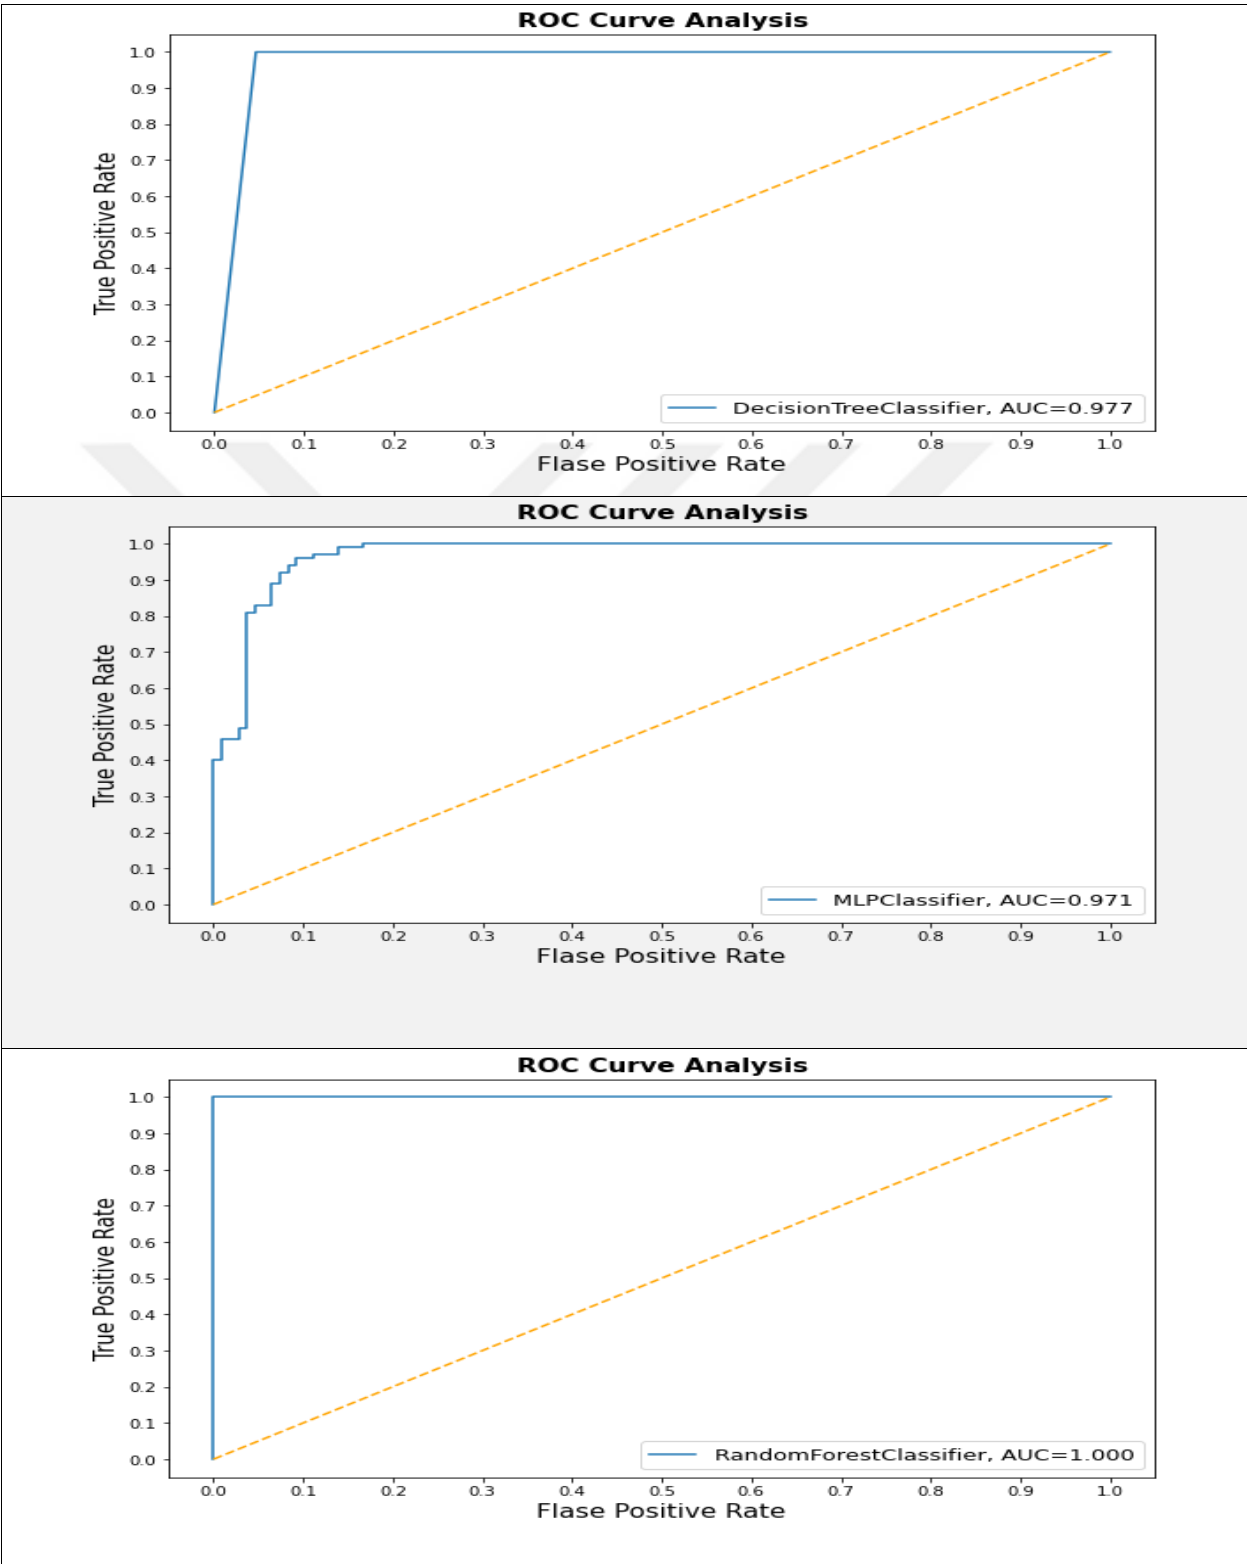 ROC Curve Analysis
1.0
0.9
0.8
0.7
0.6
0.5
0.4
0.3
0.2
0.1
0.0
True Positive Rate
DecisionTreeClassifier, AUC=0.977
0.0 0.1 0.2 0.3 0.4 0.5 0.6 0.7 0.8 0.9 1.0
Flase Positive Rate
ROC Curve Analysis
1.0
0.9
0.8
0.7
0.6
0.5
0.4
0.3
0.2
0.1
0.0
True Positive Rate
MLPClassifier, AUC=0.971
0.0 0.1 0.2 0.3 0.4 0.5 0.6 0.7 0.8 0.9 1.0
Flase Positive Rate
ROC Curve Analysis
1.0
0.9
0.8
0.7
0.6
0.5
0.4
0.3
0.2
0.1
0.0
True Positive Rate
RandomForestClassifier, AUC=1.000
0.0 0.1 0.2 0.3 0.4 0.5 0.6 0.7 0.8 0.9 1.0
Flase Positive Rate